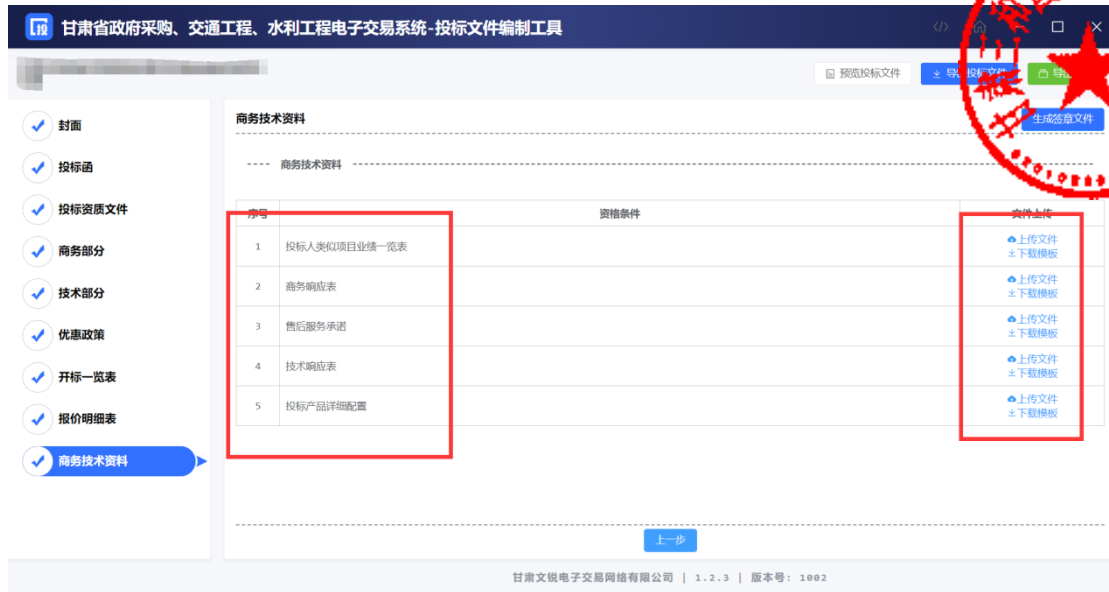 投 甘肃省政府采购、交通工程、水利工程电子交易系统-投标文件编制工具
预览投标文件
封面
投标函
投标资质文件
商务部分
技术部分
优惠政策
开标一览表
报价明细表
商务技术资料
商务技术资料
生成签章文件
商务技术资料
序号 资格条件 文件上传
1 投标人类似项目业绩一览表 上传文件
下载模板
2 商务响应表 上传文件
下载模板
3 售后服务承诺 上传文件
下载模板
4 技术响应表 上传文件
下载模板
5 投标产品详细配置 上传文件
下载模板
上一步
甘肃文锐电子交易网络有限公司 | 1.2.3 | 版本号: 1002